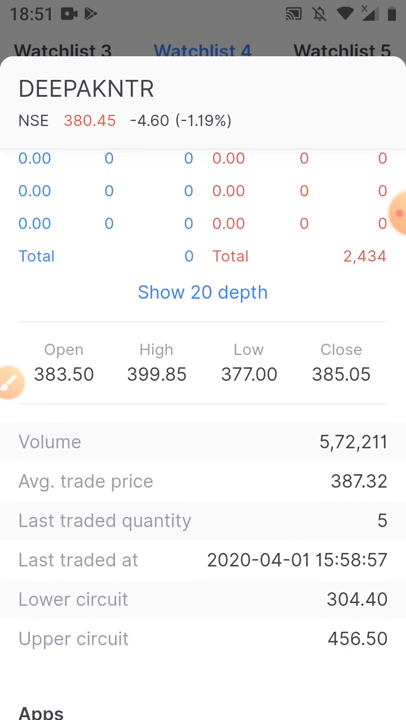 18:51
Watchlist 3 Watchlist 4 Watchlist 5
DEEPAKNTR
NSE 380.45 -4.60 (-1.19%)
0.00 0 0 0.00 0 0
0.00 0 0 0.00 0 0
0.00 0 0 0.00 0 0
Total 0 Total 2,434
Show 20 depth
Open High Low Close
383.50 399.85 377.00 385.05
Volume 5,72,211
Avg. trade price 387.32
Last traded quantity 5
Last traded at 2020-04-01 15:58:57
Lower circuit 304.40
Upper circuit 456.50
Apps